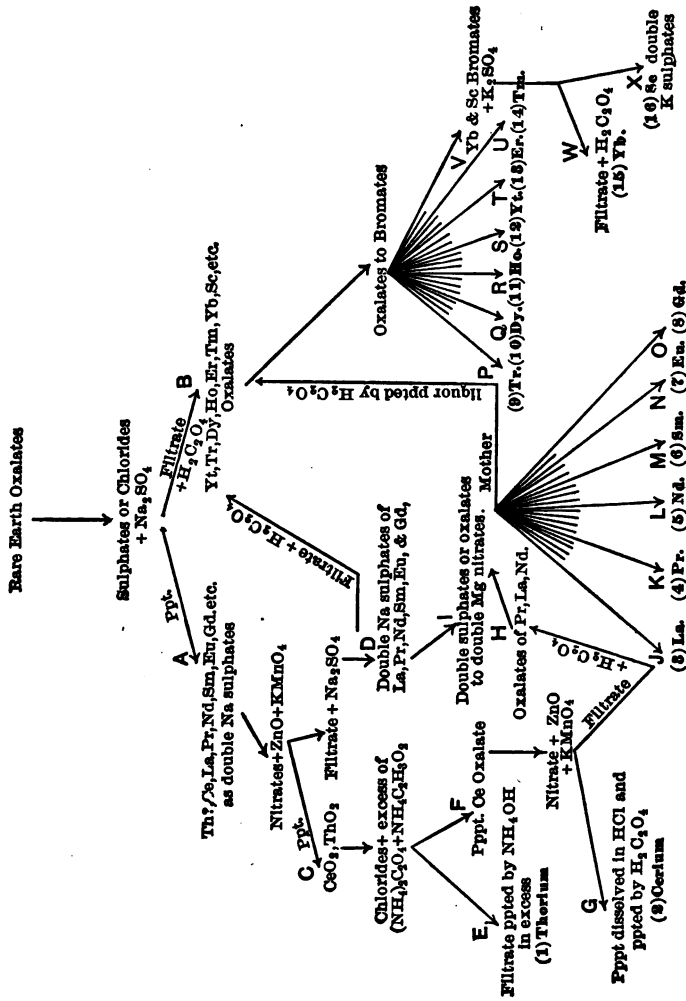 Rare Earth Oxalates
Sulphates or Chlorides
+ Na₂SO₄
Ppt.
A
Filtrate
+H₂C₂O₄
B
Th?/Ce,La,Pr,Nd,Sm,Eu,Gd.etc.
as double Na sulphates
Yt,Tr,Dy,Ho,Er,Tm,Yb,Sc,etc.
Oxalates
Nitrates+ZnO+KMnO₄
C
Ppt.
CeO₂,ThO₂
Filtrate + Na₂SO₄
Filtrate + H₂C₂O₄
D
Chlorides+ excess of
(NH₄)₂C₂O₄+NH₄C₂H₃O₂
Double Na sulphates of
La,Pr,Nd,Sm,Eu, & Gd,
E
F
I
Filtrate ppted by NH₄OH
in excess
(1) Thorium
Pppt. Ce Oxalate
Double sulphates or oxalates
to double Mg nitrates.
Mother
liquor ppted by H₂C₂O₄
H
Oxalates of Pr,La,Nd.
Nitrate + ZnO
+ KMnO₄
G
Pppt dissolved in HCl and
ppted by H₂C₂O₄
(2) Cerium
Filtrate
+H₂C₂O₄
J
K
L
M
N
O
(3) La.
(4) Pr.
(5) Nd.
(6) Sm.
(7) Eu.
(8) Gd.
Oxalates to Bromates
P
Q
R
S
T
U
V
(9)Tr.(10)Dy.(11)Ho.(12)Yt.(13)Er.(14)Tm.
Yb & Sc Bromates
+K₂SO₄
W
Filtrate + H₂C₂O₄
(15) Yb.
X
(16) Sc double
K sulphates